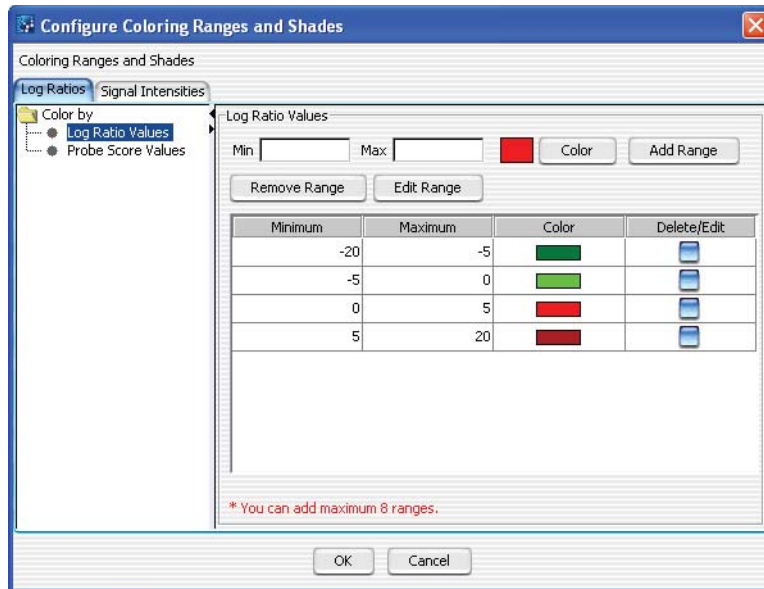 Configure Coloring Ranges and Shades
Coloring Ranges and Shades
Log Ratios Signal Intensities
Color by
Log Ratio Values
Probe Score Values
Log Ratio Values
Min Max Color Add Range
Remove Range Edit Range
Minimum Maximum Color Delete/Edit
-20 -5
-5 0
0 5
5 20
* You can add maximum 8 ranges.
OK Cancel